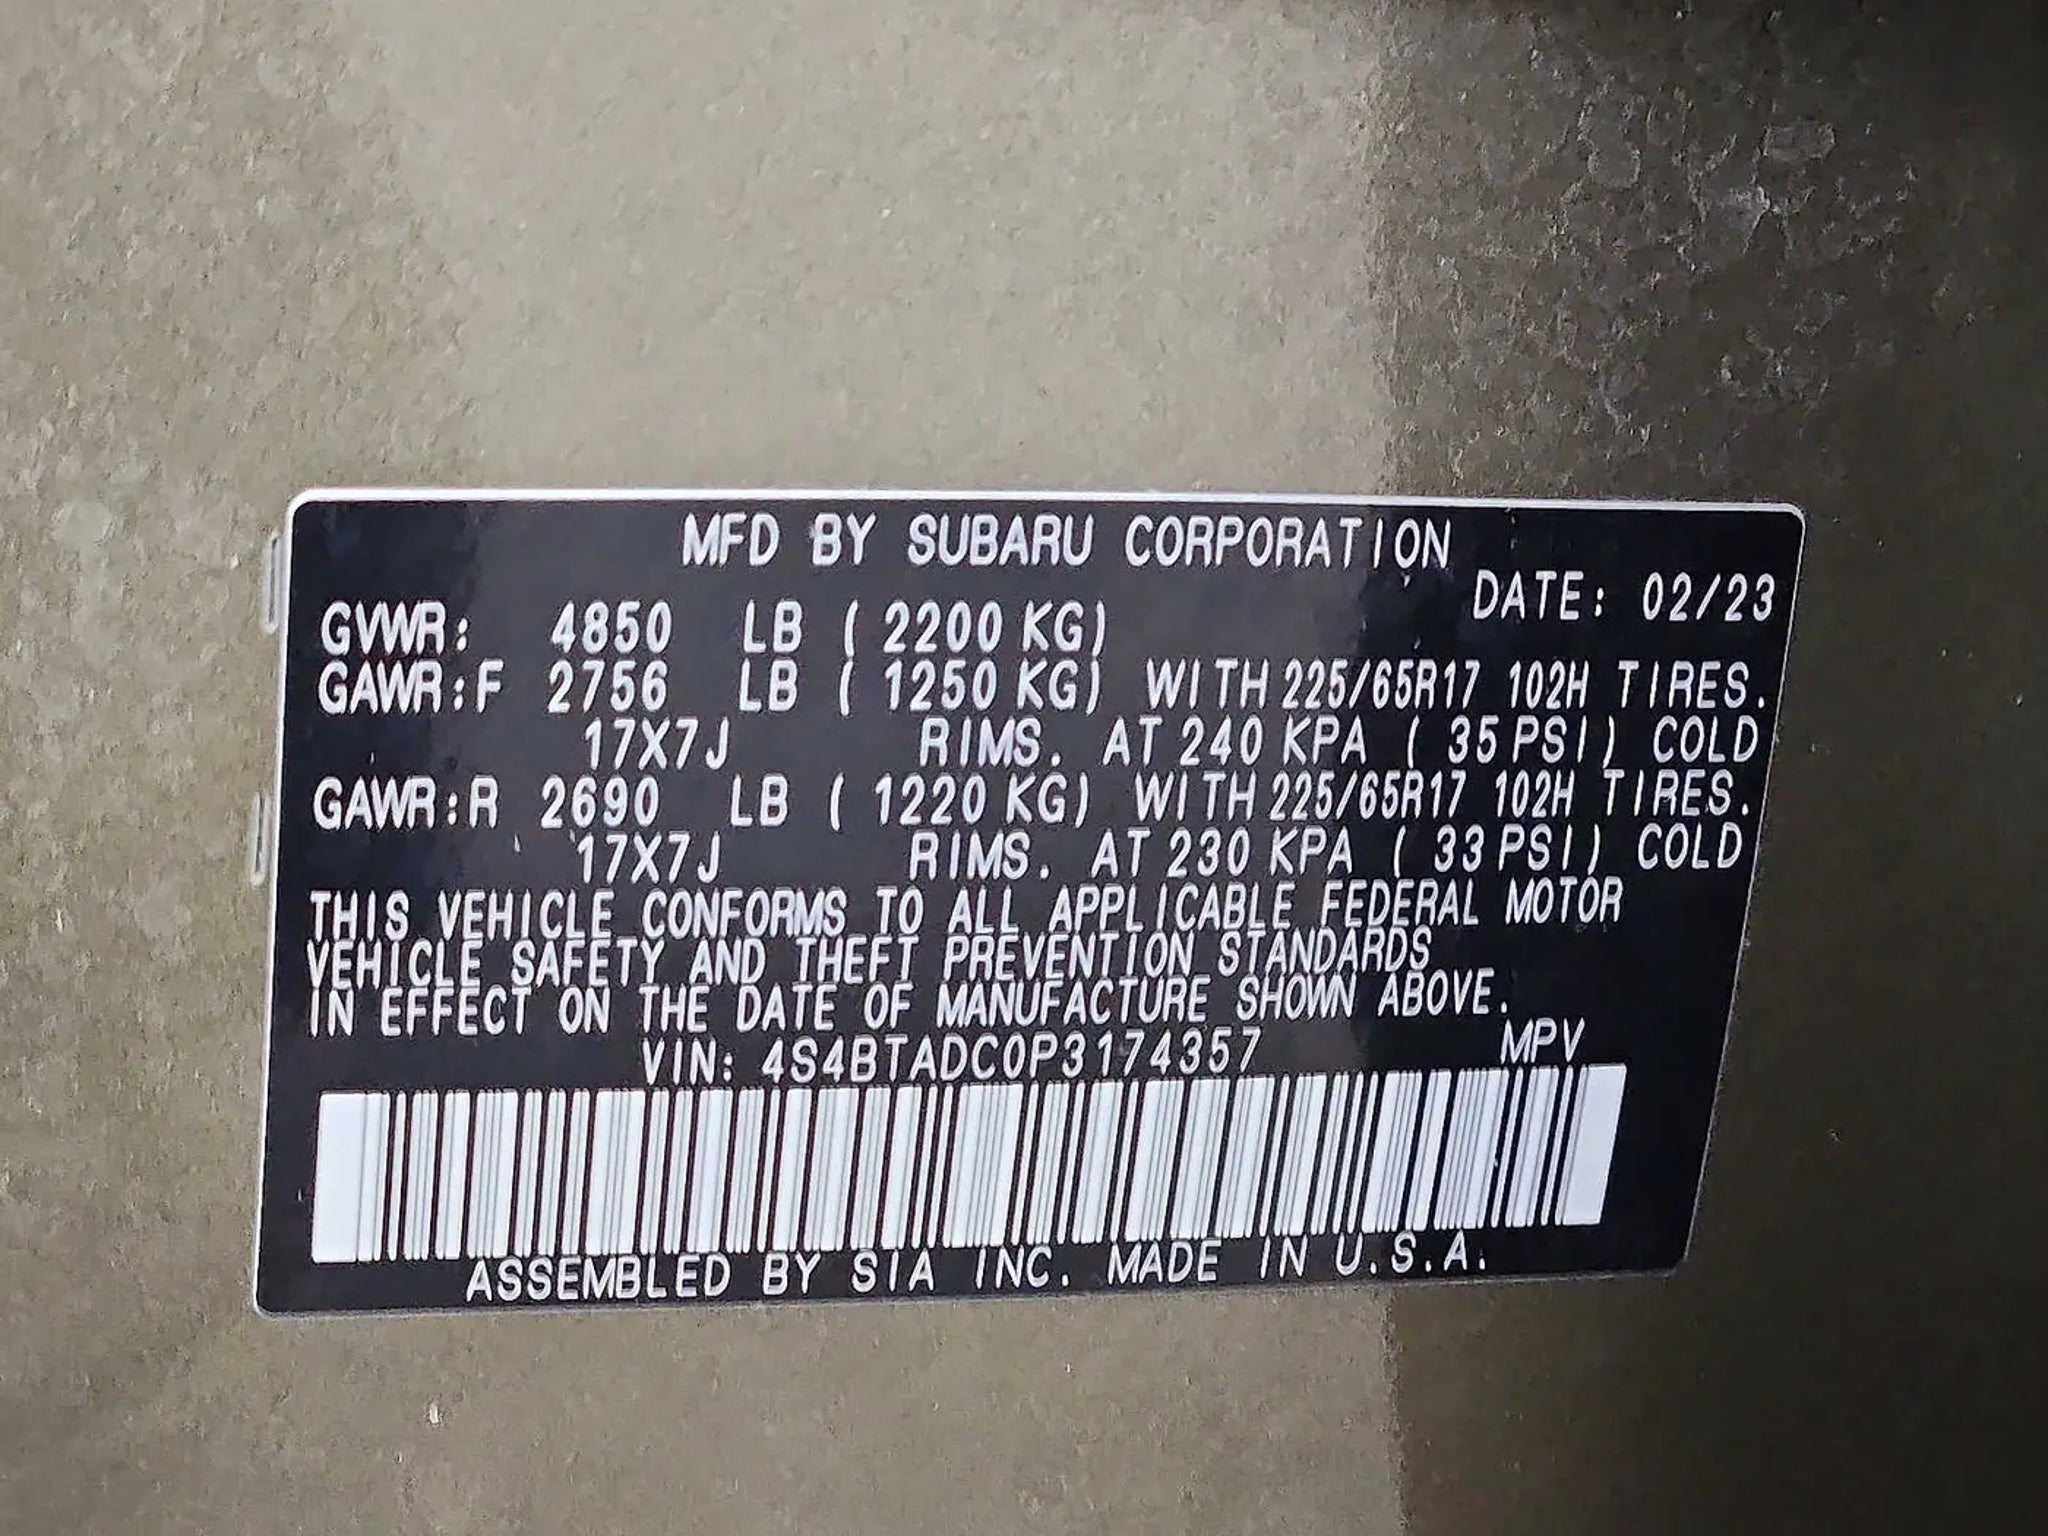 MFD BY SUBARU CORPORATION
DATE: 02/23
GVWR: 4850 LB ( 2200 KG)
GAWR:F 2756 LB ( 1250 KG) WITH 225/65R17 102H TIRES.
17X7J RIMS. AT 240 KPA ( 35 PSI) COLD
GAWR:R 2690 LB ( 1220 KG) WITH 225/65R17 102H TIRES.
17X7J RIMS. AT 230 KPA ( 33 PSI) COLD
THIS VEHICLE CONFORMS TO ALL APPLICABLE FEDERAL MOTOR
VEHICLE SAFETY AND THEFT PREVENTION STANDARDS
IN EFFECT ON THE DATE OF MANUFACTURE SHOWN ABOVE.
VIN: 4S4BTADC0P3174357 MPV
ASSEMBLED BY SIA INC. MADE IN U.S.A.